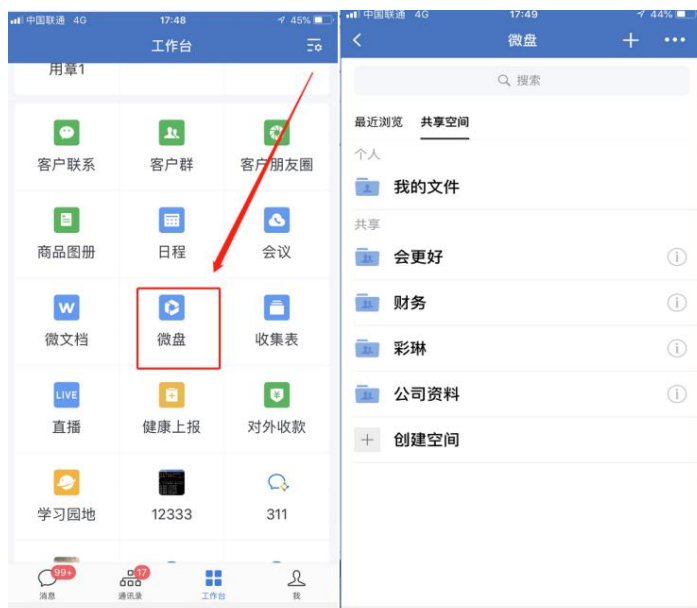 中国联通 4G 17:48 45%
工作台
用章1
客户联系 客户群 客户朋友圈
商品图册 日程 会议
W
微文档 微盘 收集表
LIVE
直播 健康上报 对外收款
学习园地 12333 311
99+ 17
消息 通讯录 工作台 我
中国联通 4G 17:49 44%
微盘
搜索
最近浏览 共享空间
个人
我的文件
共享
会更好
财务
彩琳
公司资料
创建空间